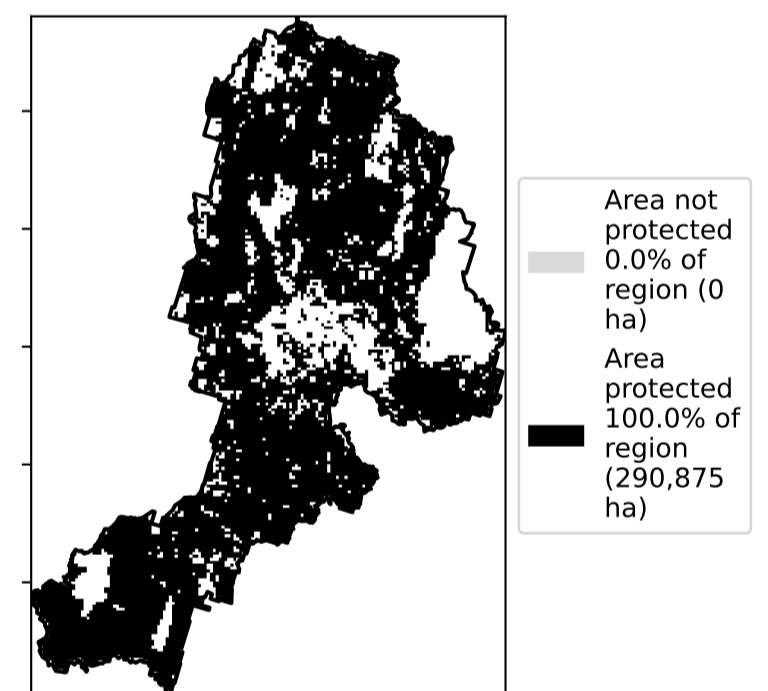 Area not
protected
0.0% of
region (0
ha)
Area
protected
100.0% of
region
(290,875
ha)